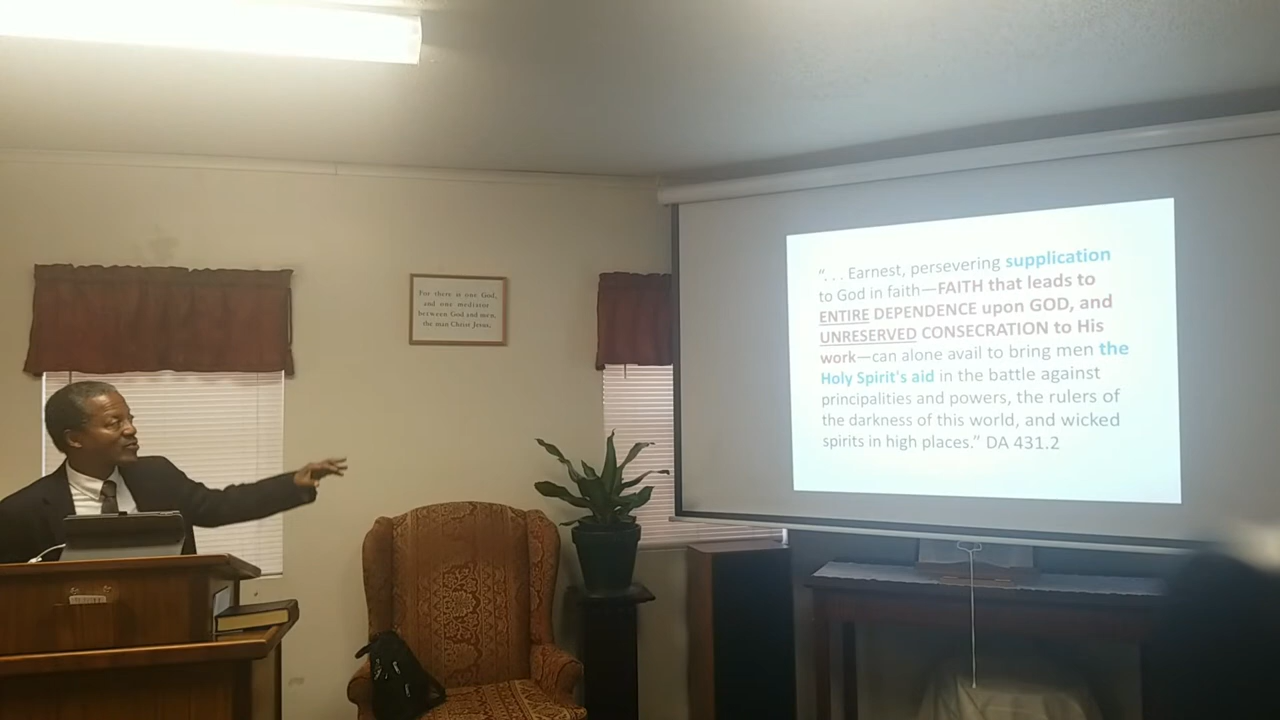 For there is one God,
and one mediator
between God and men,
the man Christ Jesus;
“. . . Earnest, persevering supplication
to God in faith—FAITH that leads to
ENTIRE DEPENDENCE upon GOD, and
UNRESERVED CONSECRATION to His
work—can alone avail to bring men the
Holy Spirit's aid in the battle against
principalities and powers, the rulers of
the darkness of this world, and wicked
spirits in high places.” DA 431.2